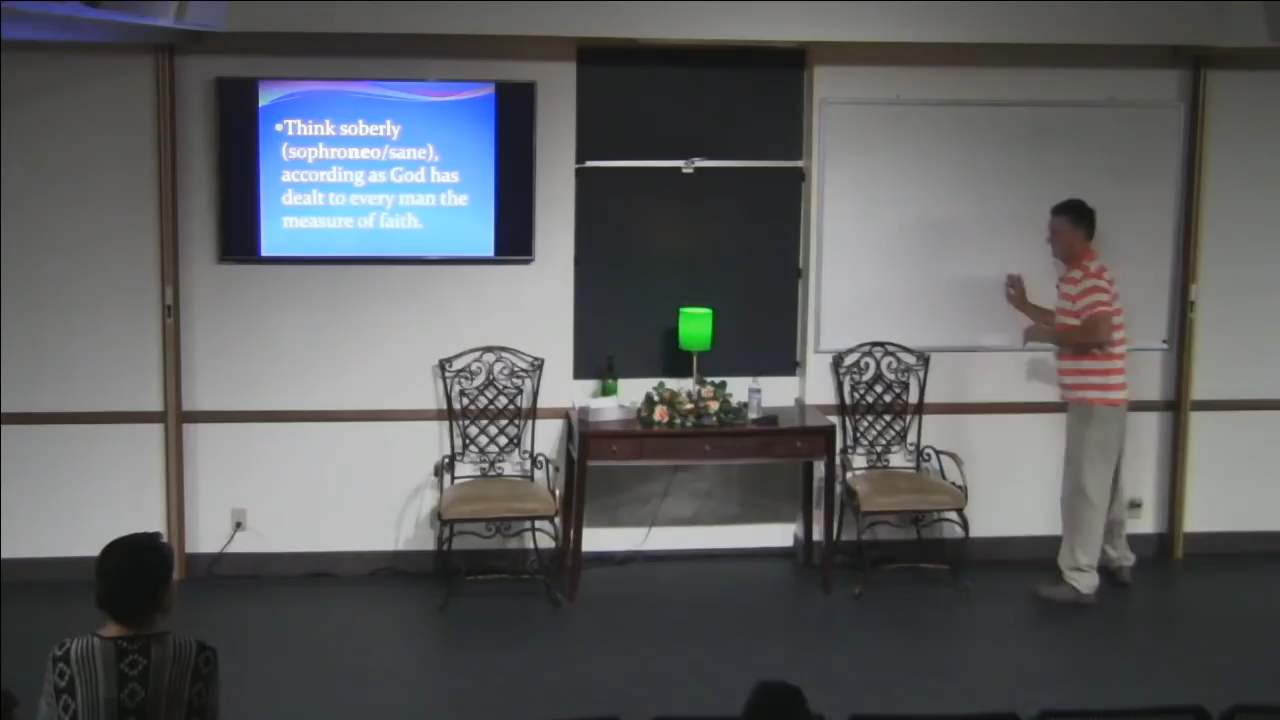 Think soberly
(sophroneo/sane),
according as God has
dealt to every man the
measure of faith.